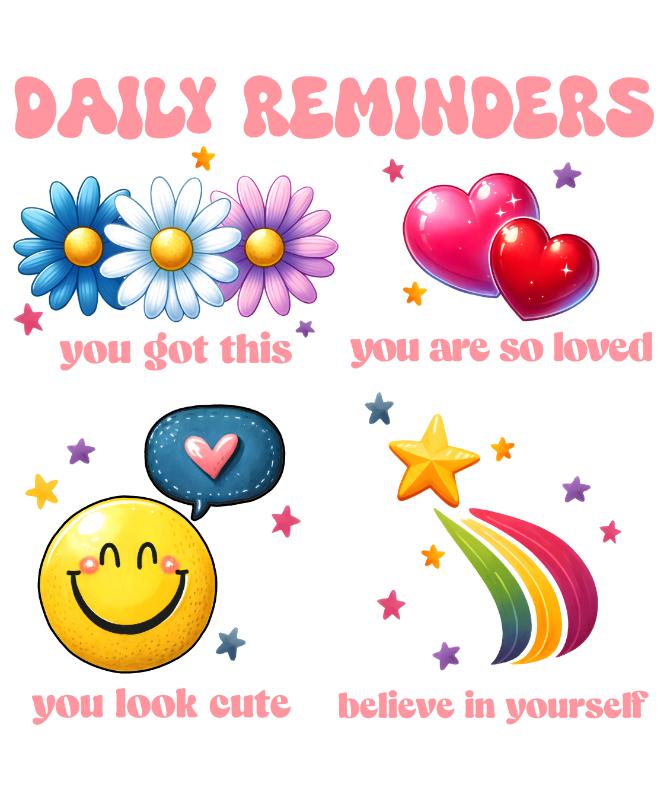 DAILY REMINDERS
you got this
you are so loved
you look cute
believe in yourself